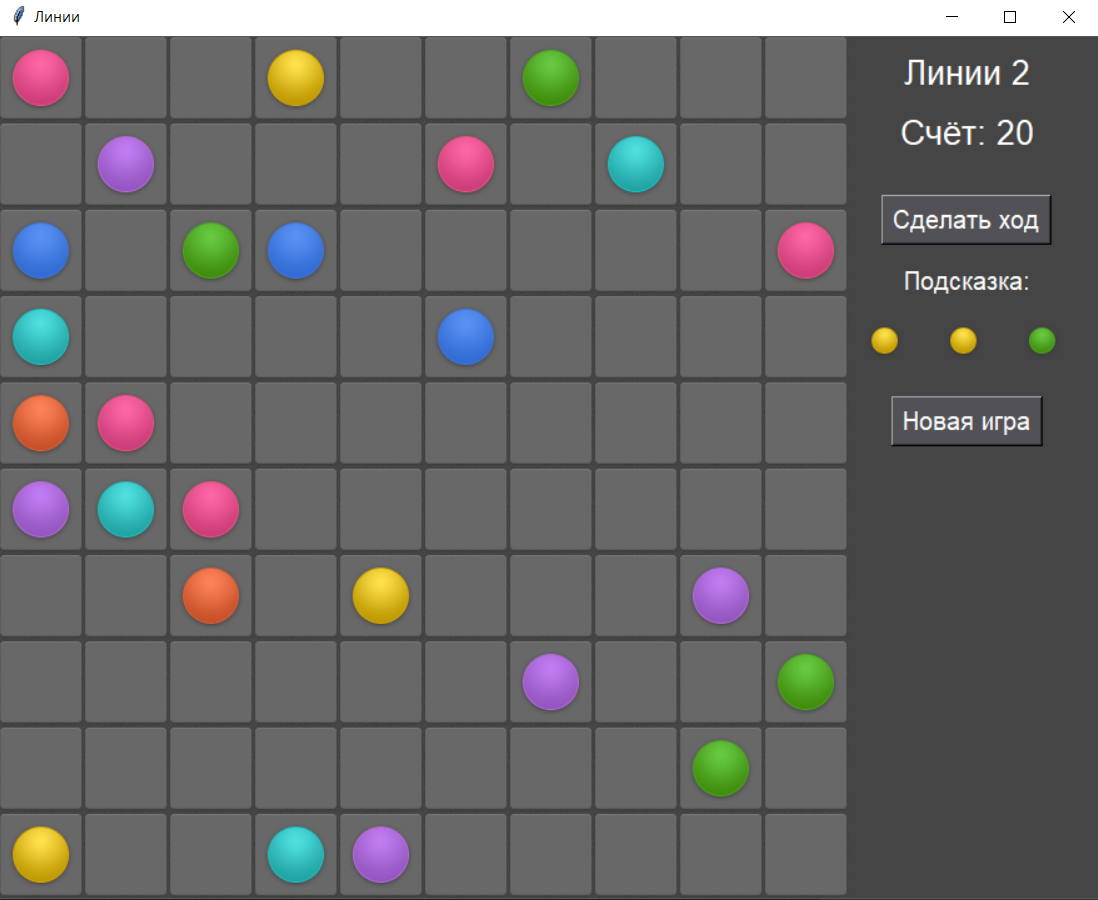 Линии
Линии 2
Счёт: 20
Сделать ход
Подсказка:
Новая игра